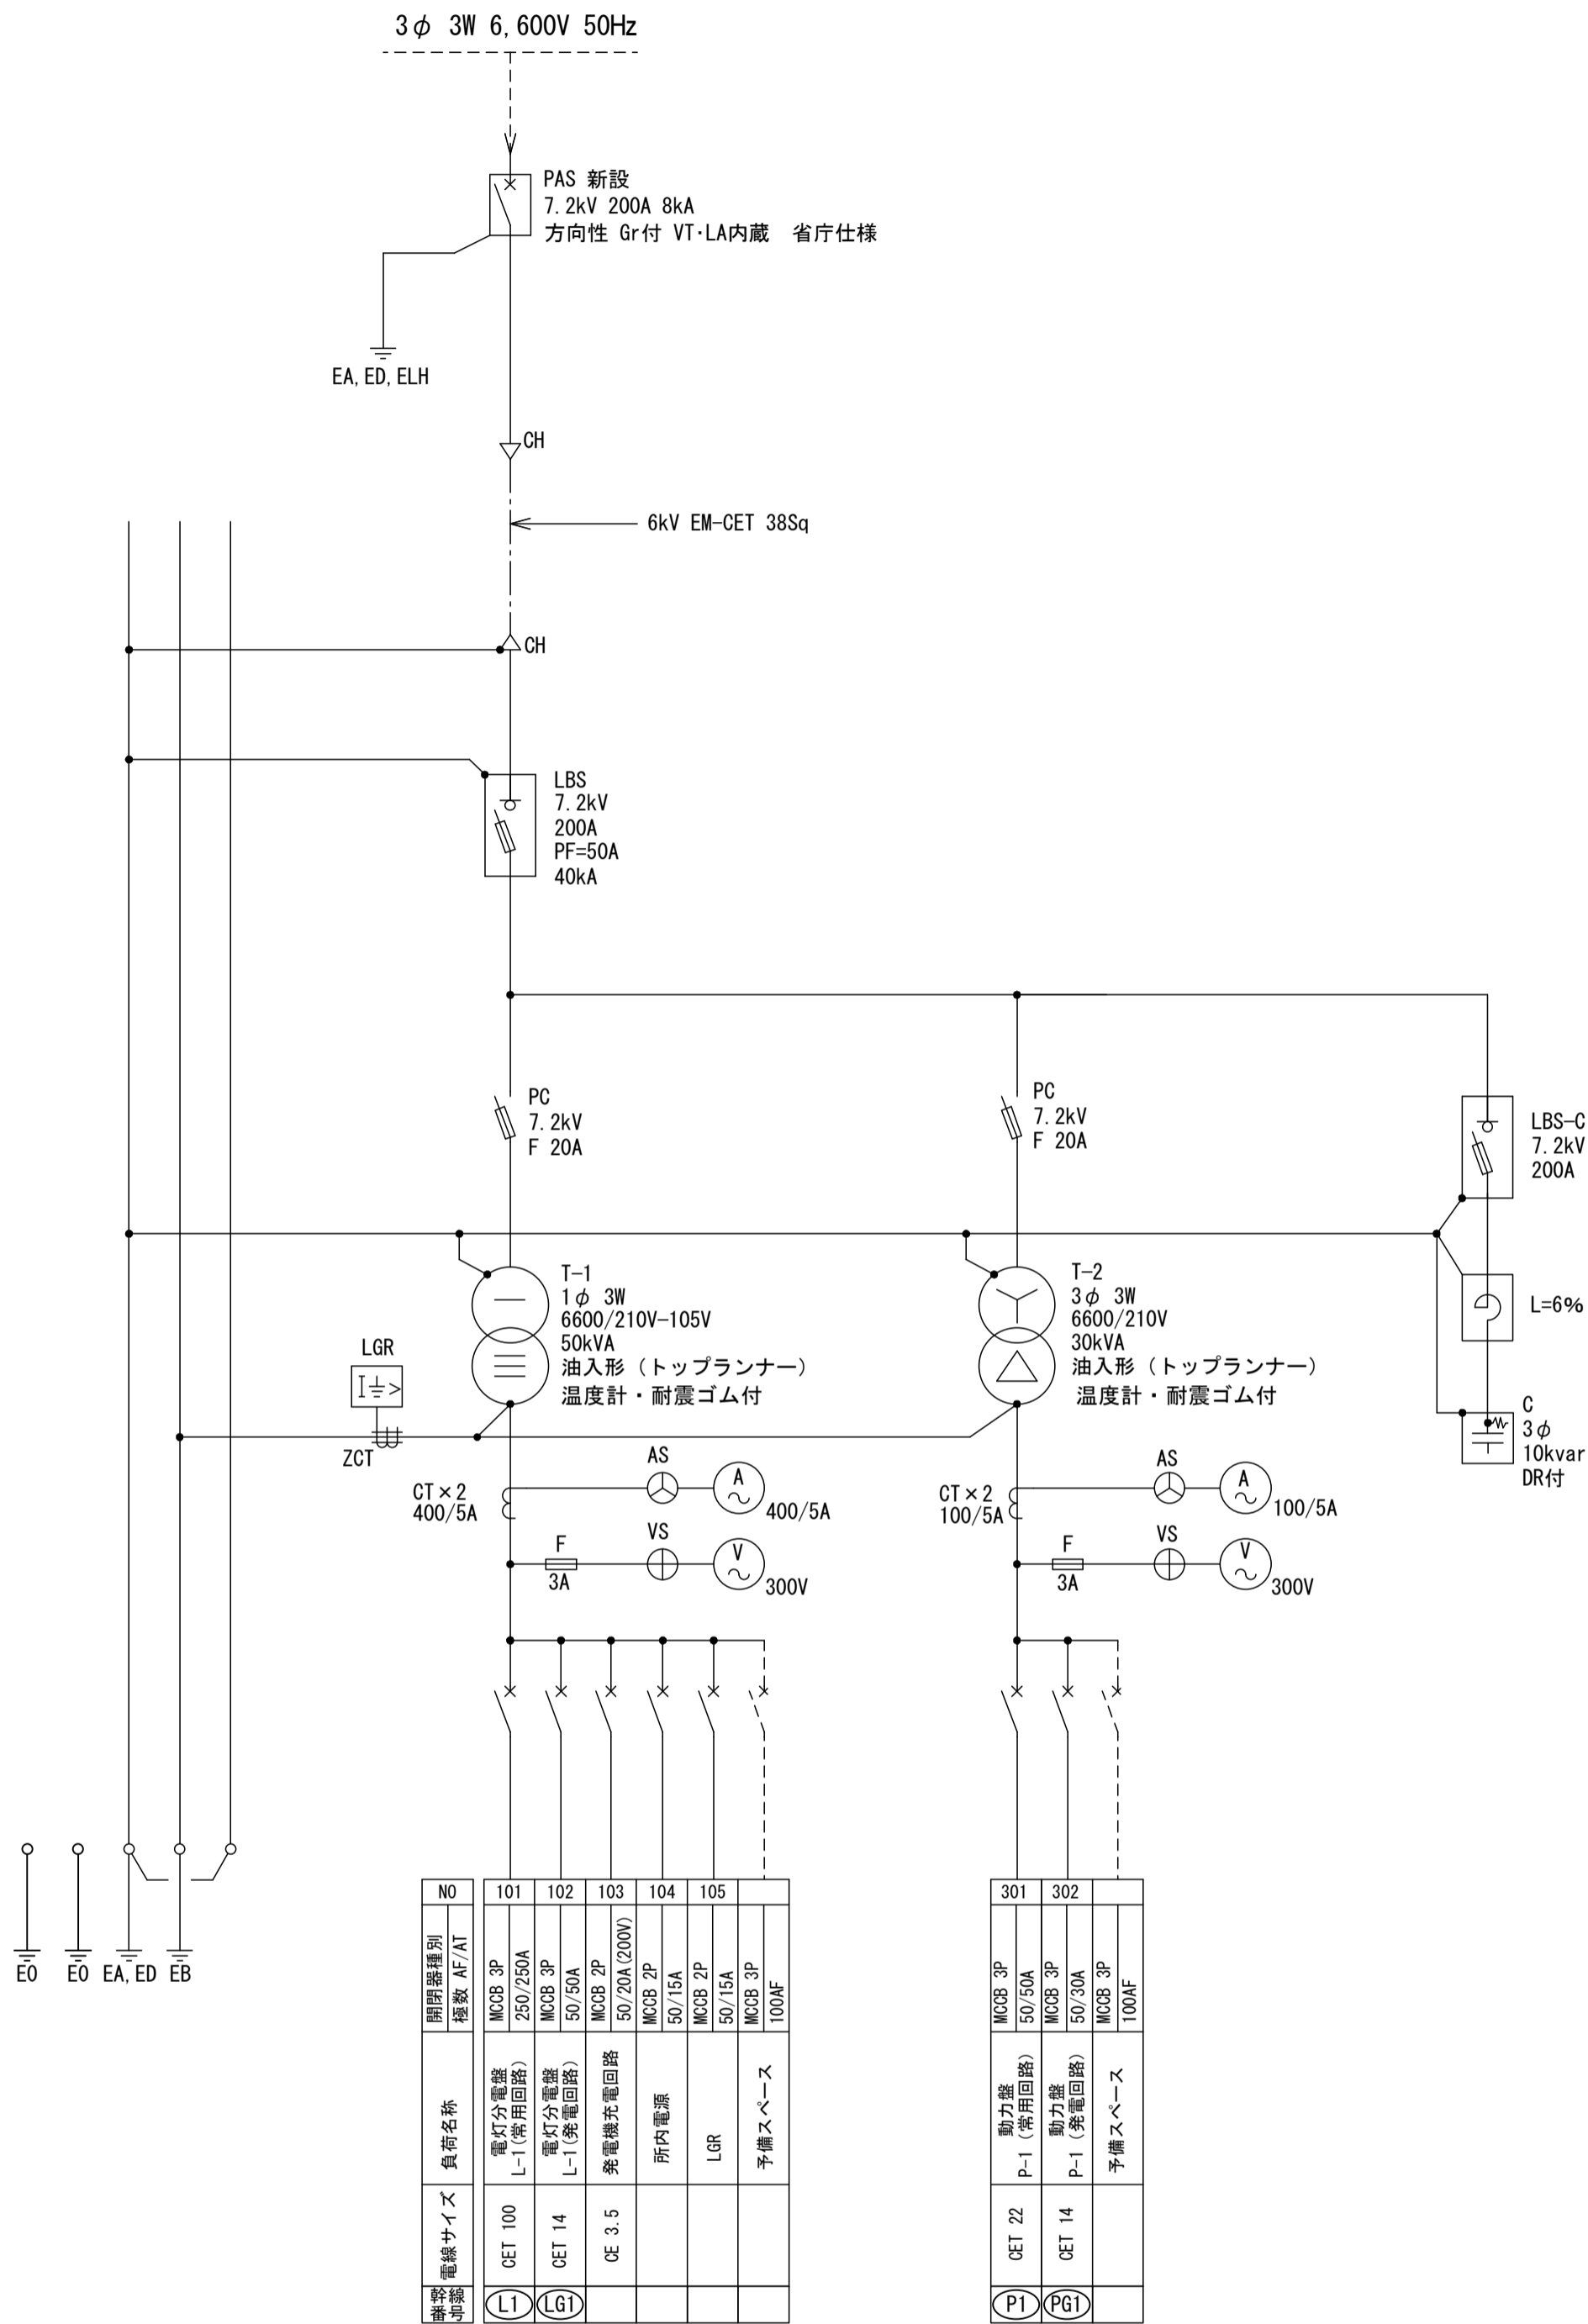 3φ 3W 6,600V 50Hz
PAS 新設
7.2kV 200A 8kA
方向性 Gr付 VT・LA内蔵 省庁仕様
EA,ED,ELH
CH
6kV EM-CET 38Sq
CH
LBS
7.2kV
200A
PF=50A
40kA
PC
7.2kV
F 20A
PC
7.2kV
F 20A
LBS-C
7.2kV
200A
T-1
1φ 3W
6600/210V-105V
50kVA
油入形（トップランナー）
温度計・耐震ゴム付
T-2
3φ 3W
6600/210V
30kVA
油入形（トップランナー）
温度計・耐震ゴム付
L=6%
LGR
I >
ZCT
C
3φ
10kvar
DR付
CT×2
400/5A
AS
A
400/5A
F
3A
VS
V
300V
CT×2
100/5A
AS
A
100/5A
F
3A
VS
V
300V
EO
EO
EA,ED
EB
NO
101
102
103
104
105
301
302
開閉器種別
極数 AF/AT
MCCB 3P
250/250A
MCCB 3P
50/50A
MCCB 2P
50/20A(200V)
MCCB 2P
50/15A
MCCB 2P
50/15A
MCCB 3P
100AF
MCCB 3P
50/50A
MCCB 3P
50/30A
MCCB 3P
100AF
負荷名称
電灯分電盤
L-1(常用回路)
電灯分電盤
L-1(発電回路)
発電機充電回路
所内電源
LGR
予備スペース
動力盤
P-1（常用回路）
動力盤
P-1（発電回路）
予備スペース
電線サイズ
CET 100
CET 14
CE 3.5
CET 22
CET 14
幹線
番号
L1
LG1
P1
PG1